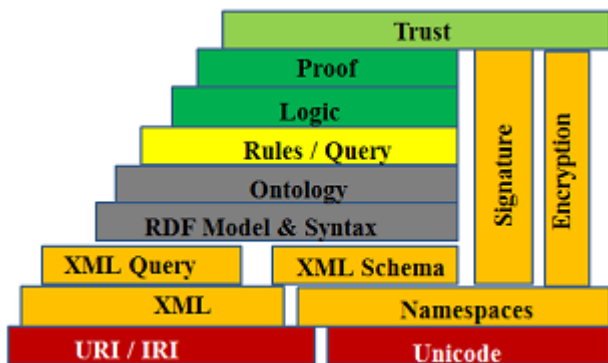 Trust
Proof
Logic
Rules / Query
Ontology
RDF Model & Syntax
Signature
Encryption
XML Query
XML Schema
XML
Namespaces
URI / IRI
Unicode